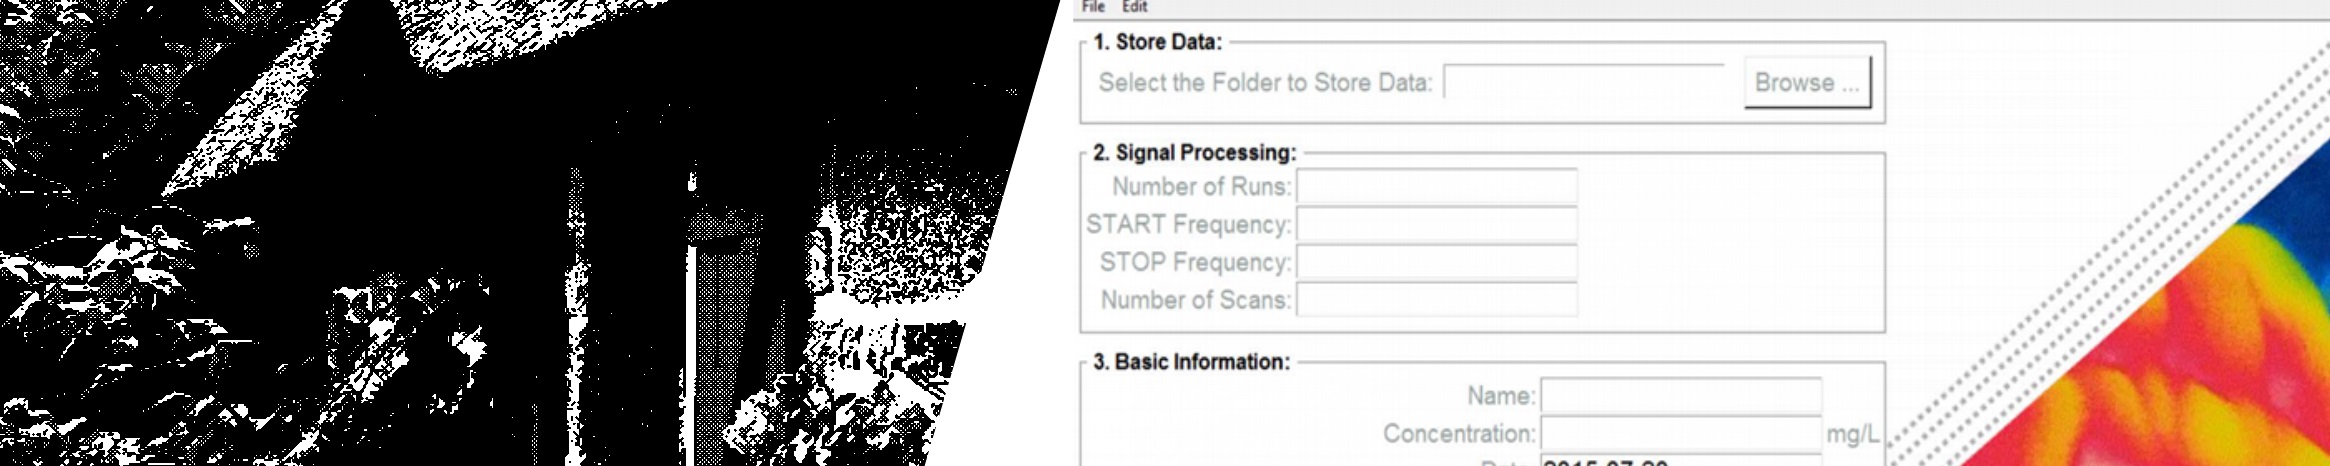 File Edit
1. Store Data:
Select the Folder to Store Data: Browse ...
2. Signal Processing:
Number of Runs:
START Frequency:
STOP Frequency:
Number of Scans:
3. Basic Information:
Name:
Concentration: mg/L